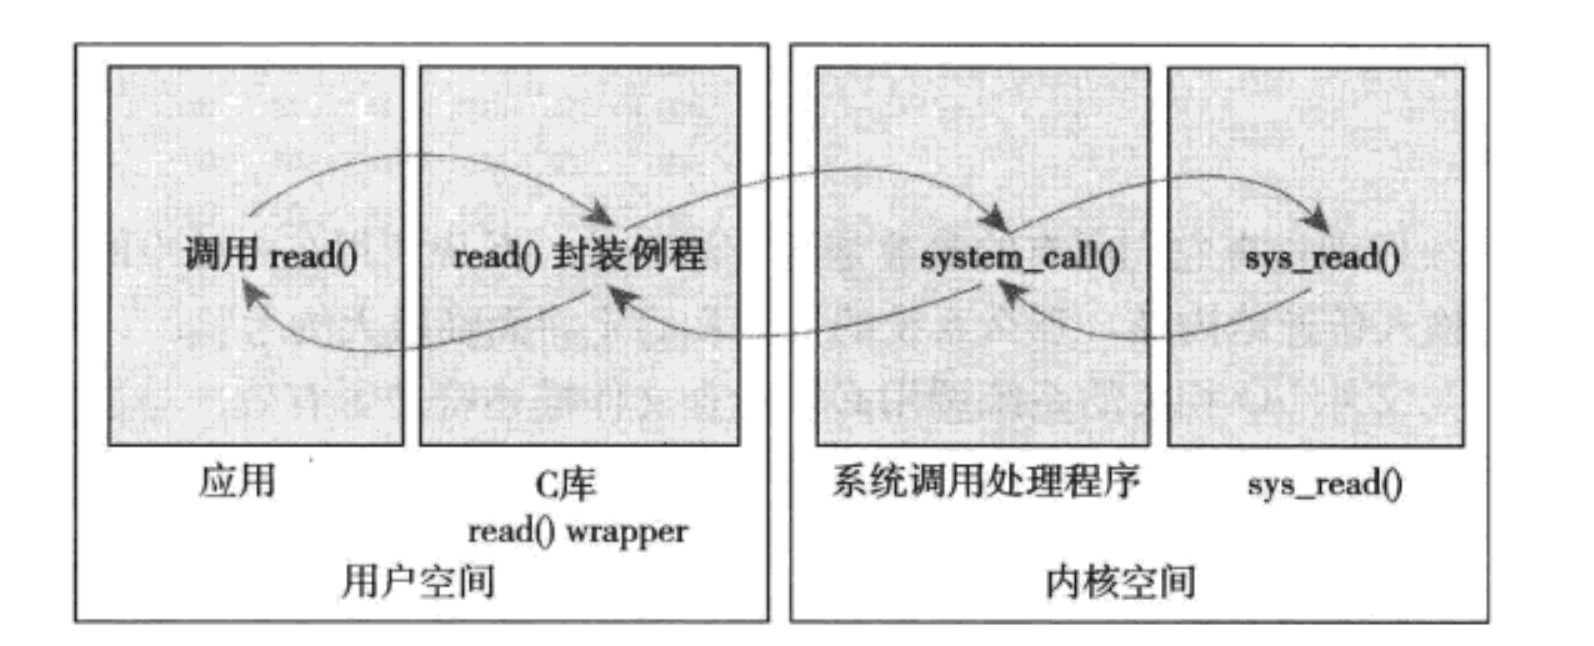 调用 read()
read() 封装例程
system_call()
sys_read()
应用
C库
read() wrapper
系统调用处理程序
sys_read()
用户空间
内核空间